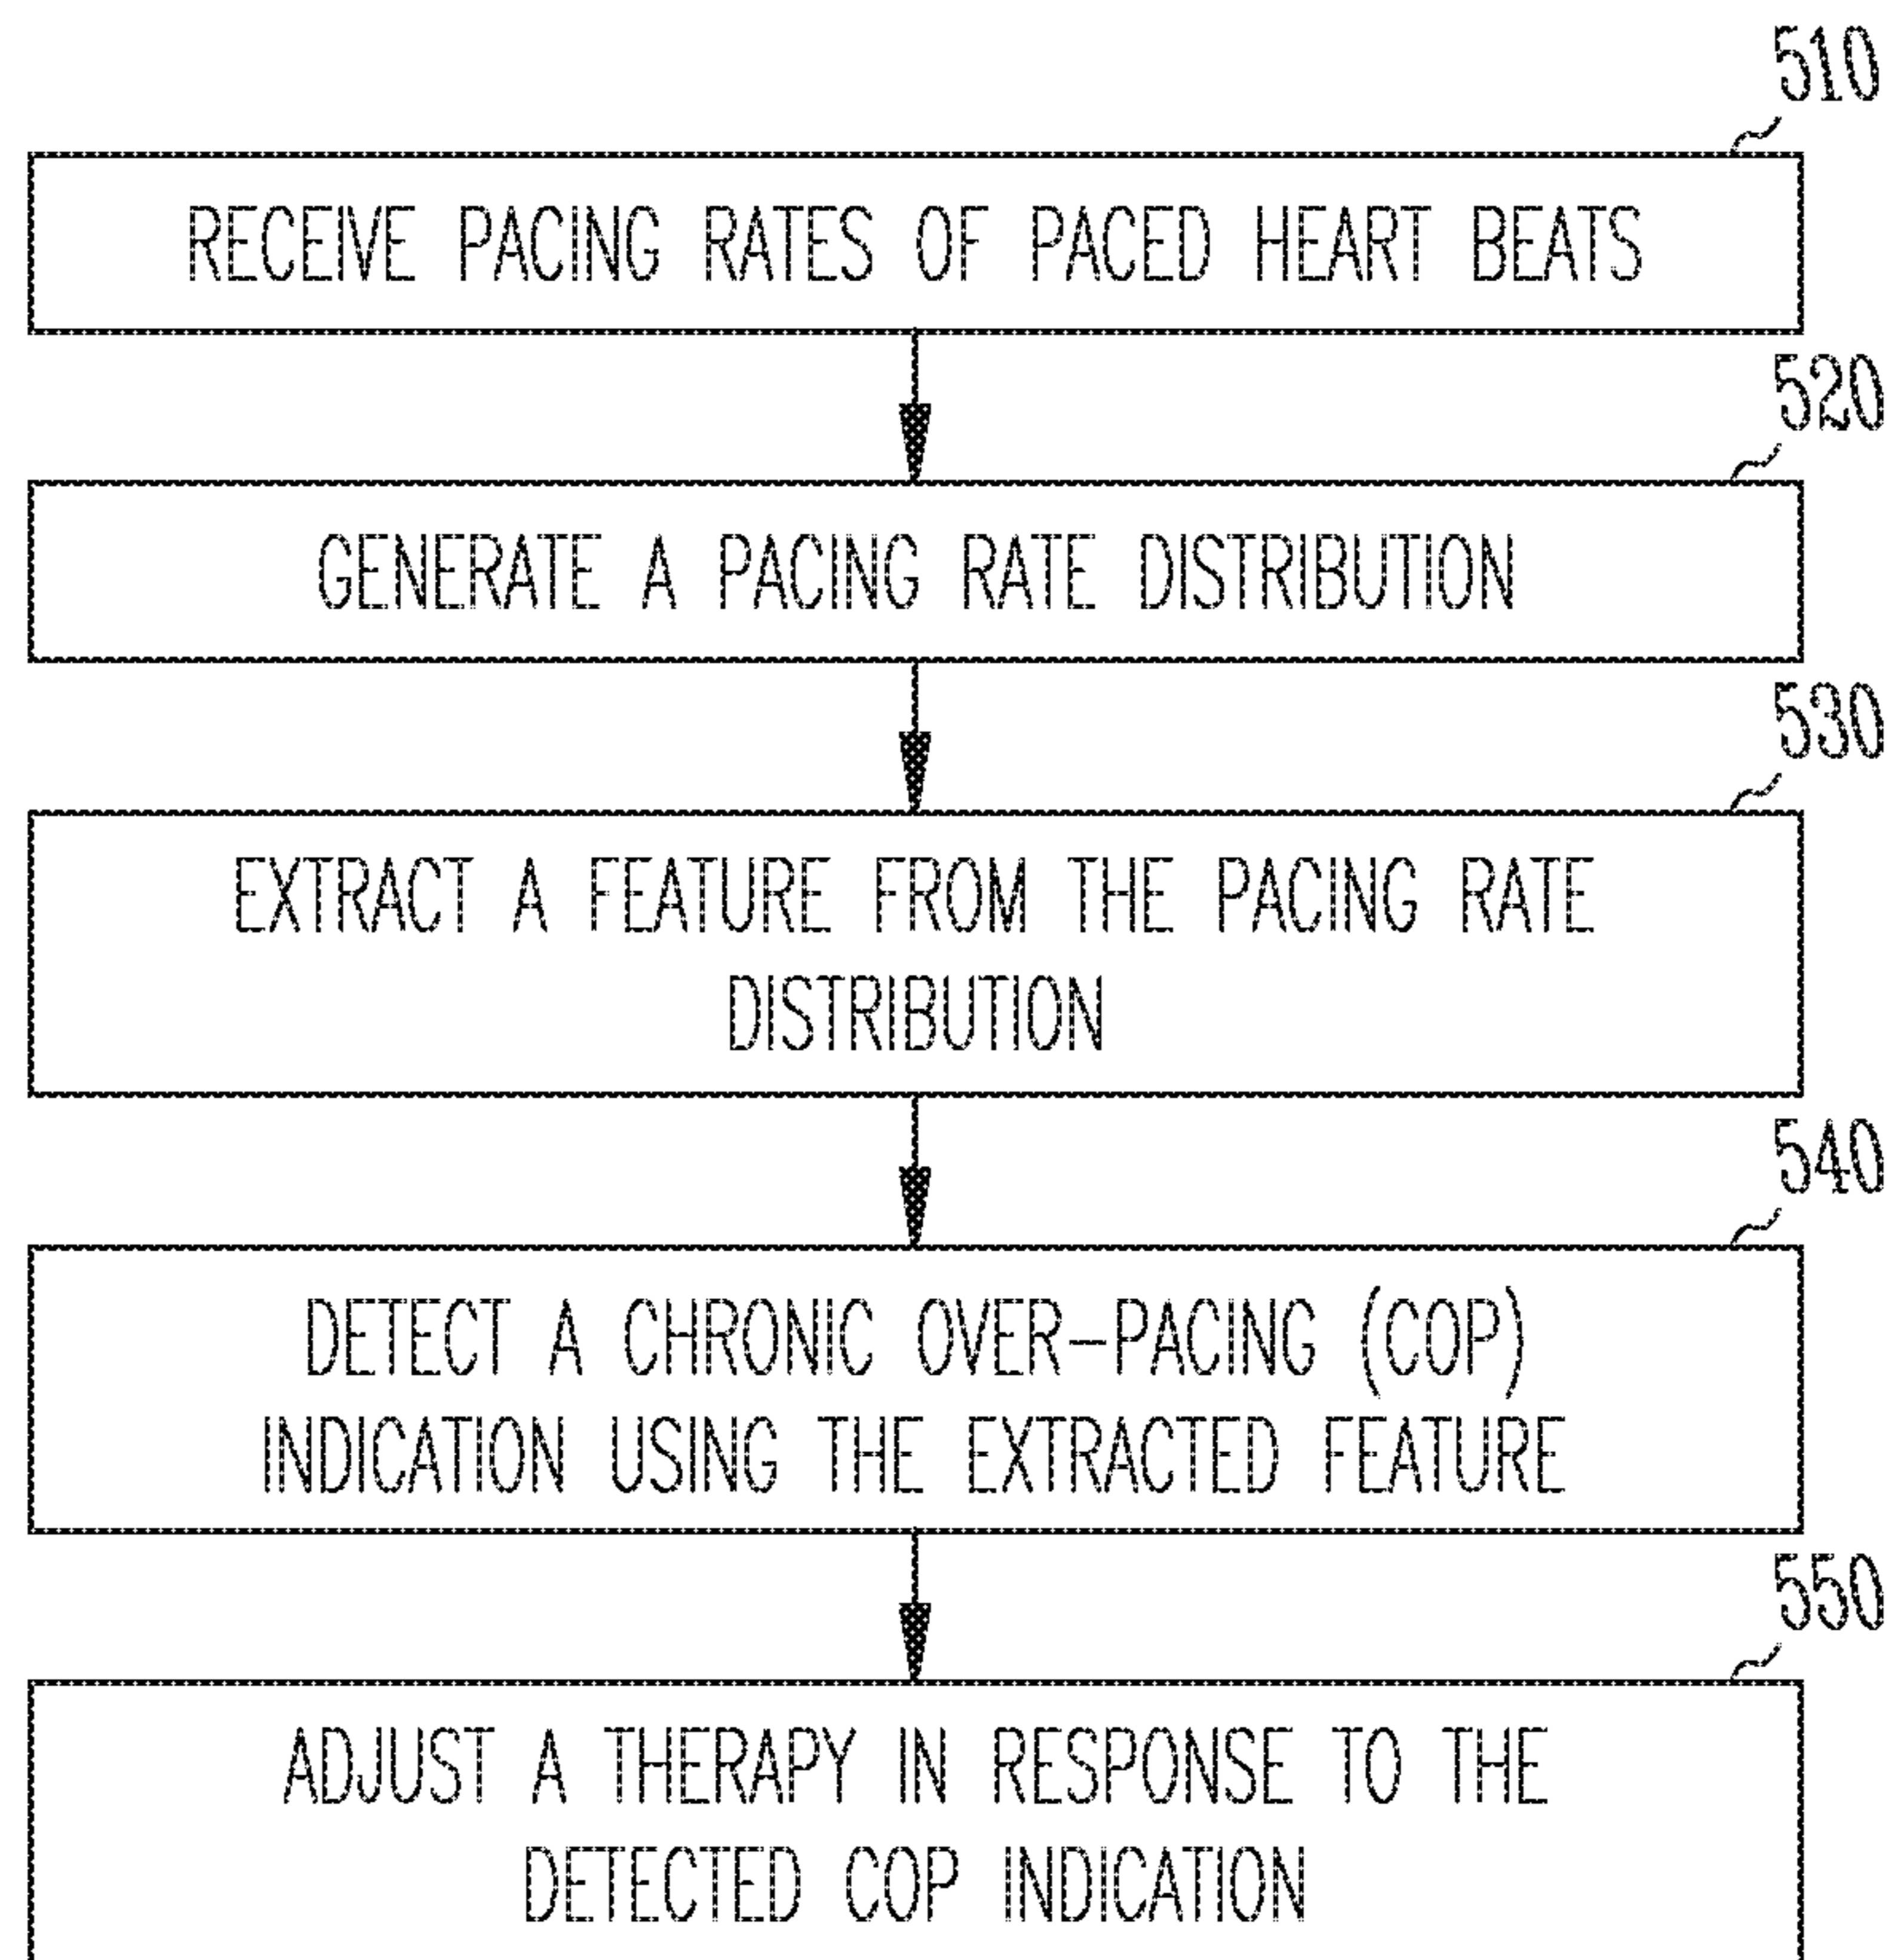 510
RECEIVE PACING RATES OF PACED HEART BEATS
520
GENERATE A PACING RATE DISTRIBUTION
530
EXTRACT A FEATURE FROM THE PACING RATE
DISTRIBUTION
540
DETECT A CHRONIC OVER-PACING (COP)
INDICATION USING THE EXTRACTED FEATURE
550
ADJUST A THERAPY IN RESPONSE TO THE
DETECTED COP INDICATION